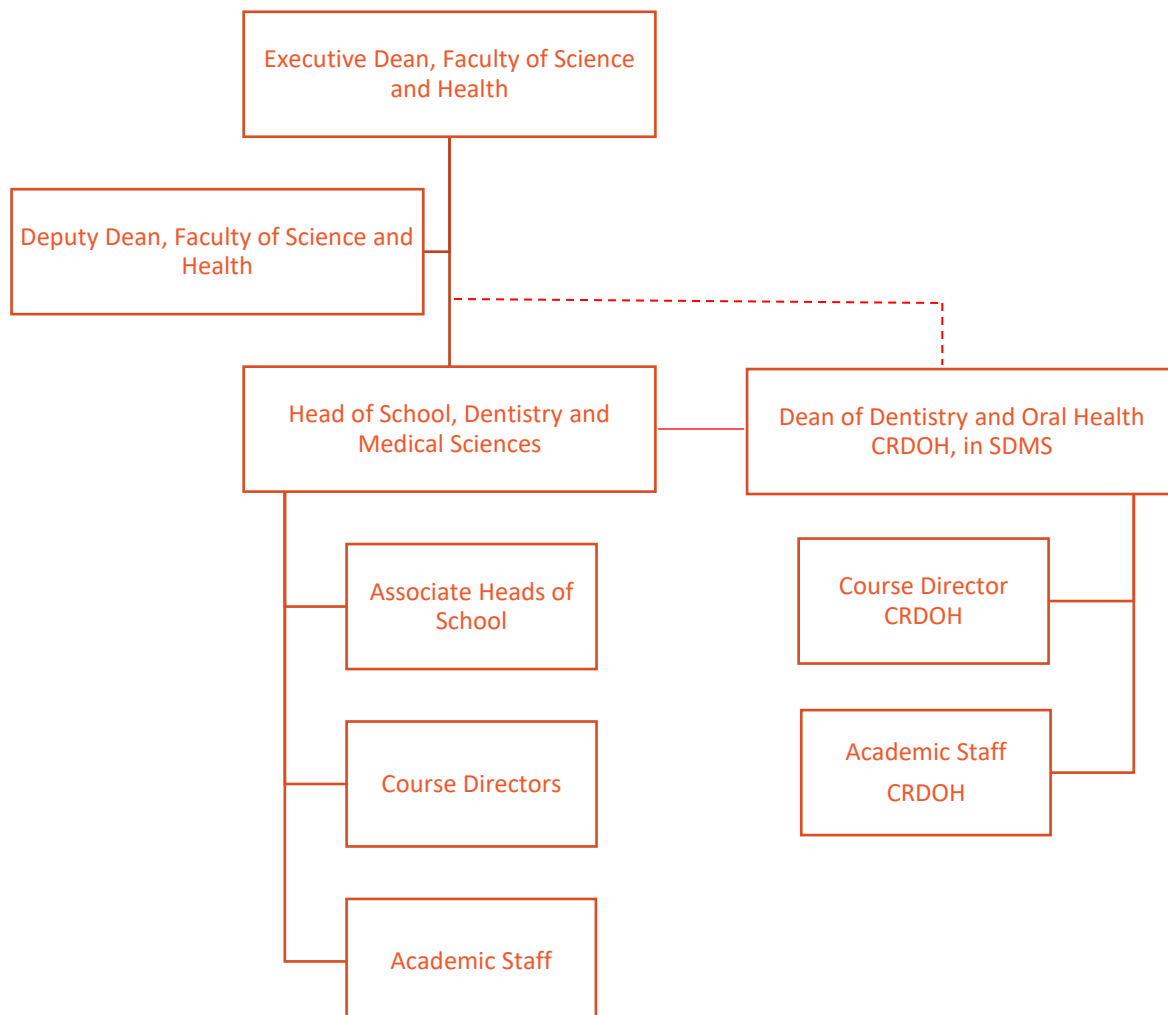 Executive Dean, Faculty of Science
and Health
Deputy Dean, Faculty of Science and
Health
Head of School, Dentistry and
Medical Sciences
Dean of Dentistry and Oral Health
CRDOH, in SDMS
Associate Heads of
School
Course Director
CRDOH
Course Directors
Academic Staff
CRDOH
Academic Staff